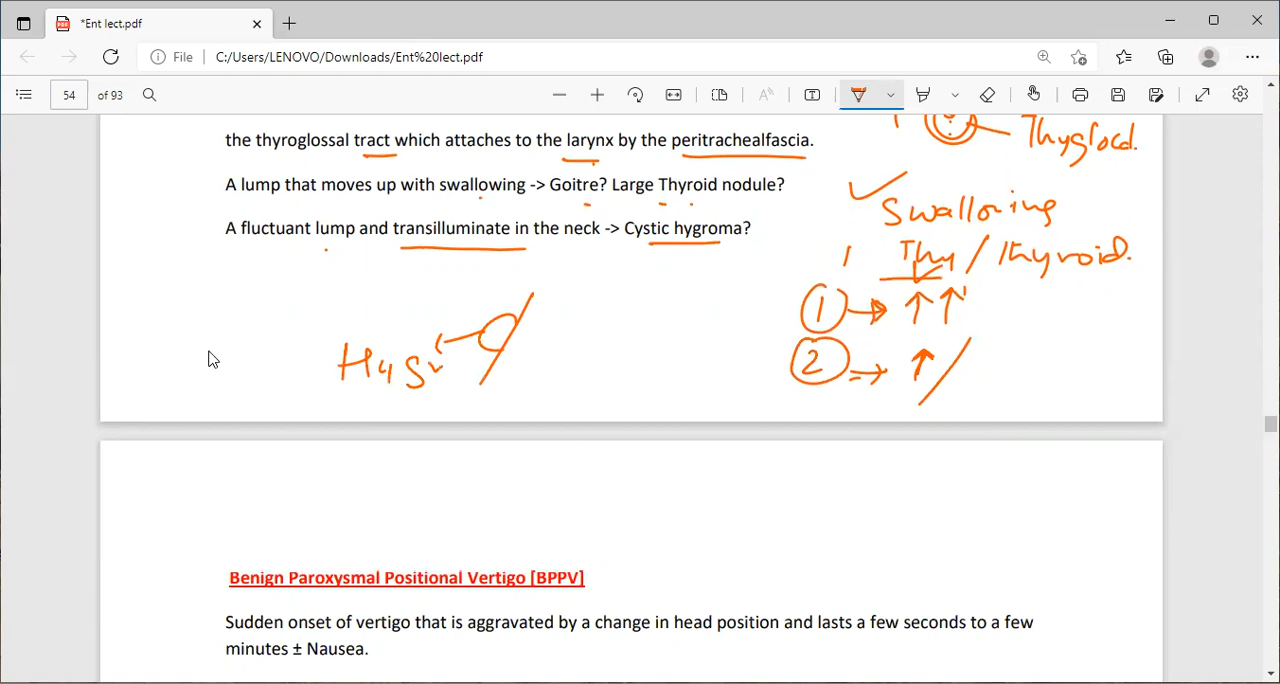 *Ent lect.pdf
File
C:/Users/LENOVO/Downloads/Ent%20lect.pdf
54 of 93
the thyroglossal tract which attaches to the larynx by the peritrachealfascia.
Thyglocd.
A lump that moves up with swallowing -> Goitre? Large Thyroid nodule?
Swallowing
A fluctuant lump and transilluminate in the neck -> Cystic hygroma?
Thy / Thyroid.
1
2
Benign Paroxysmal Positional Vertigo [BPPV]
Sudden onset of vertigo that is aggravated by a change in head position and lasts a few seconds to a few
minutes ± Nausea.